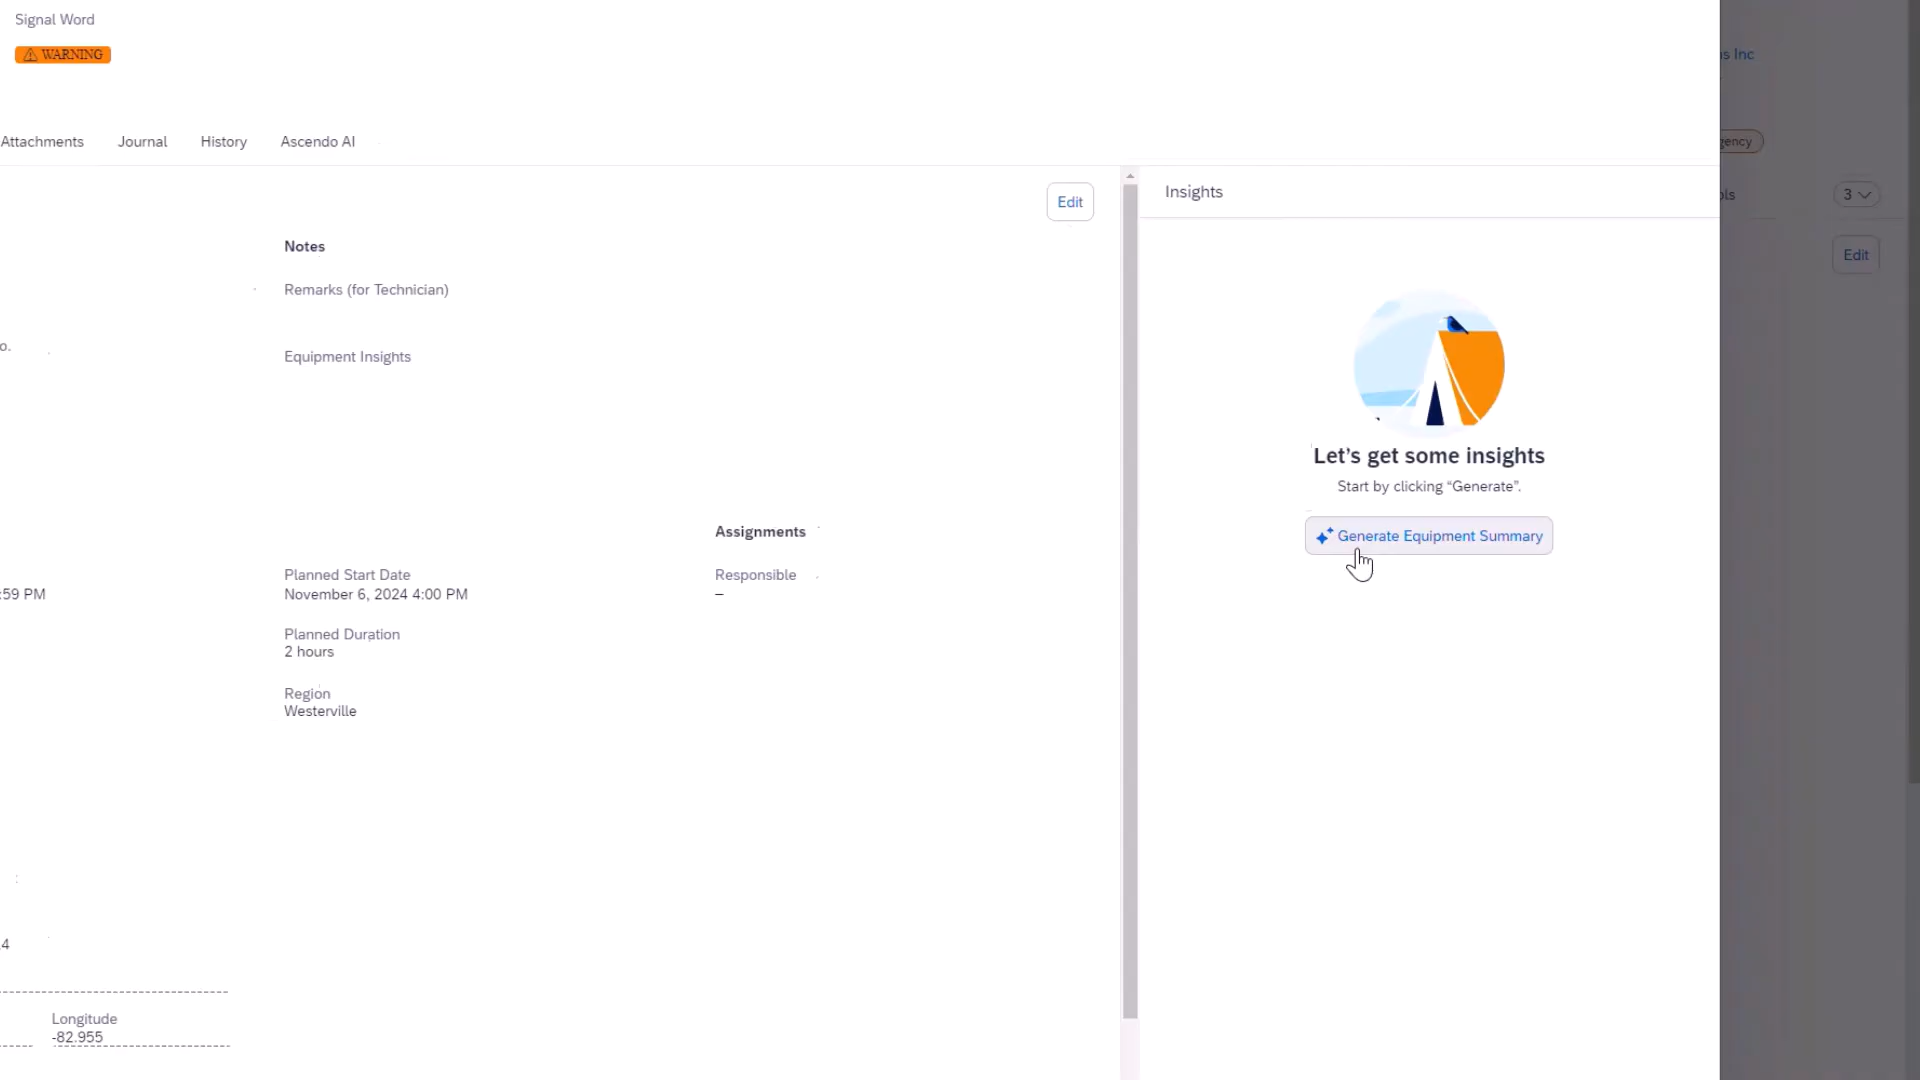 Signal Word
WARNING
s Inc
Attachments Journal History Ascendo AI
gency
Edit
Insights
ols
3
Notes
Edit
Remarks (for Technician)
o.
Equipment Insights
Let's get some insights
Start by clicking “Generate”.
Generate Equipment Summary
Assignments
Planned Start Date
Responsible
:59 PM
November 6, 2024 4:00 PM
–
Planned Duration
2 hours
Region
Westerville
4
Longitude
-82.955